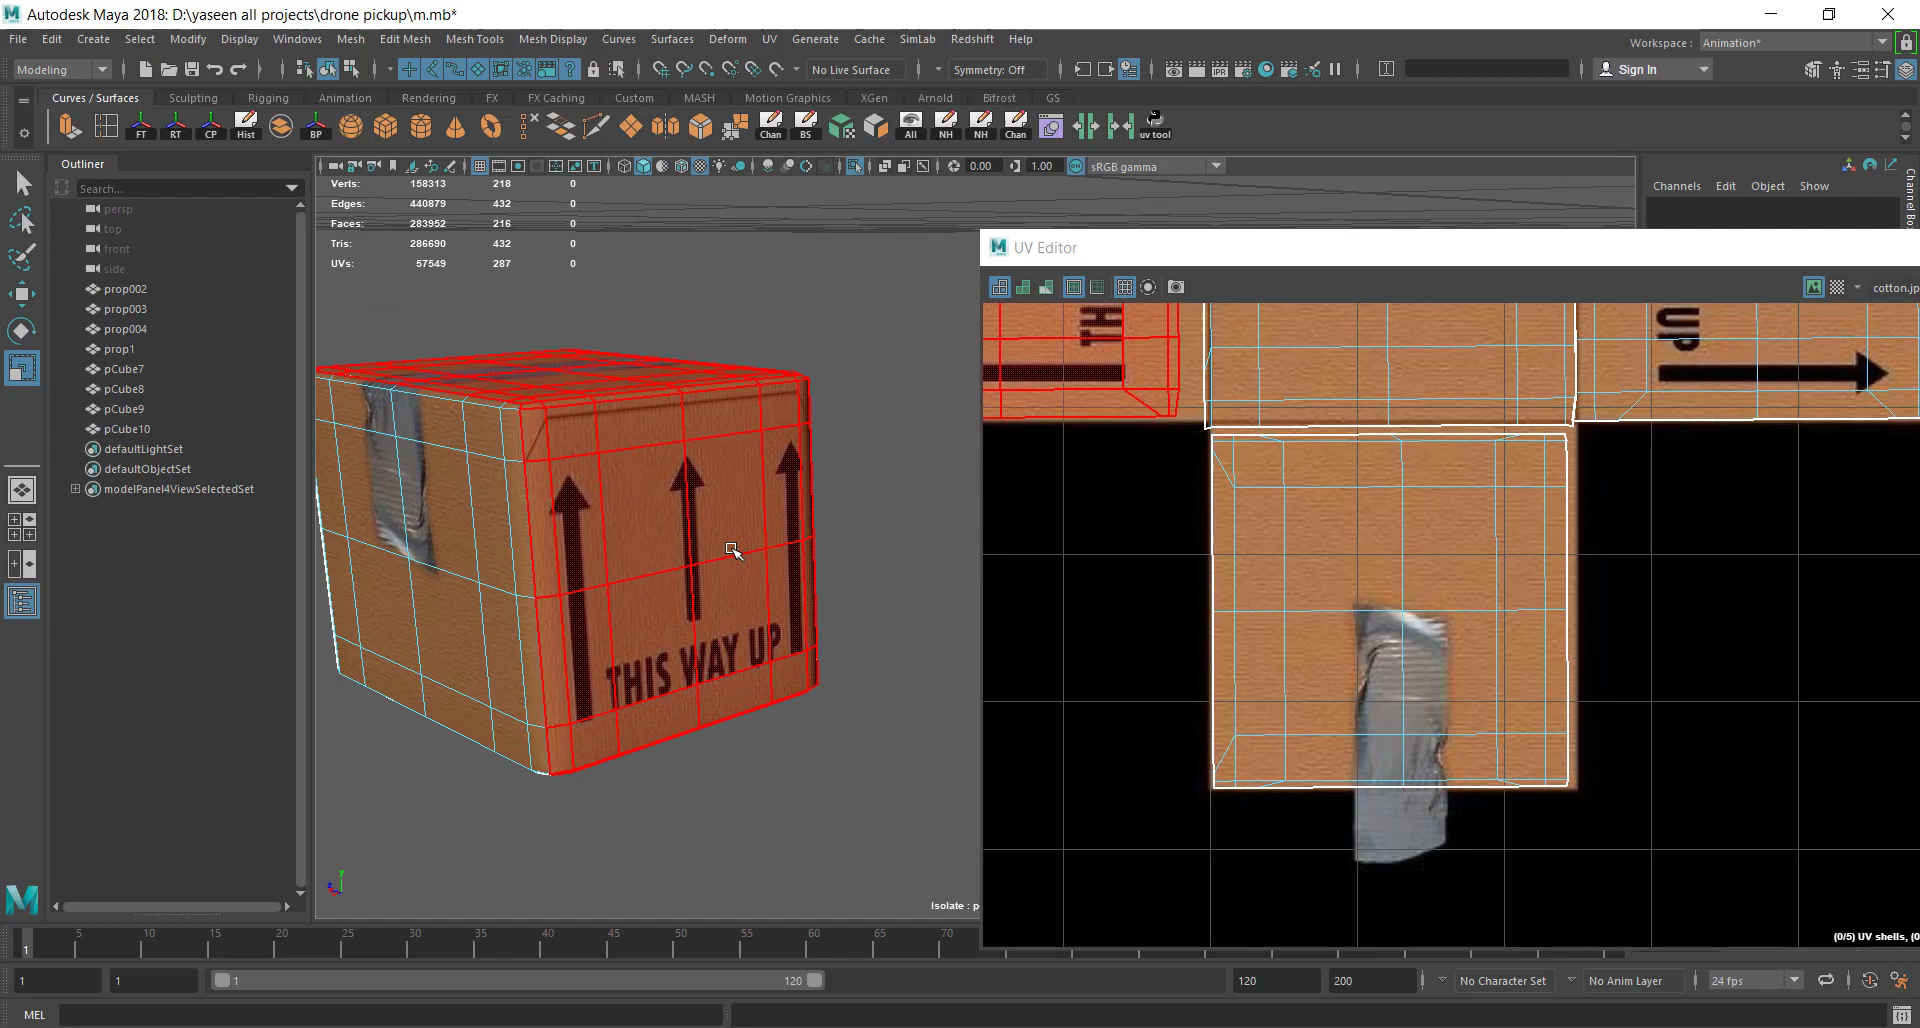 Autodesk Maya 2018: D:\yaseen all projects\drone pickup\m.mb*
File Edit Create Select Modify Display Windows Mesh Edit Mesh Mesh Tools Mesh Display Curves Surfaces Deform UV Generate Cache SimLab Redshift Help
Workspace : Animation*
Modeling
No Live Surface
Symmetry: Off
IPR
Sign In
Curves / Surfaces Sculpting Rigging Animation Rendering FX FX Caching Custom MASH Motion Graphics XGen Arnold Bifrost GS
FT RT CP Hist BP Chan BS All NH NH Chan uv tool
Outliner
0.00 1.00 ON sRGB gamma
Search...
persp
top
front
side
prop002
prop003
prop004
prop1
pCube7
pCube8
pCube9
pCube10
defaultLightSet
defaultObjectSet
modelPanel4ViewSelectedSet
Verts: 158313 218 0
Edges: 440879 432 0
Faces: 283952 216 0
Tris: 286690 432 0
UVs: 57549 287 0
Channels Edit Object Show
UV Editor
cotton.jp
HT
UP
THIS WAY UP
y
z
Isolate : p
(0/5) UV shells, (0
1 5 10 15 20 25 30 35 40 45 50 55 60 65 70
1 1 1 120 120 200 No Character Set No Anim Layer 24 fps
MEL